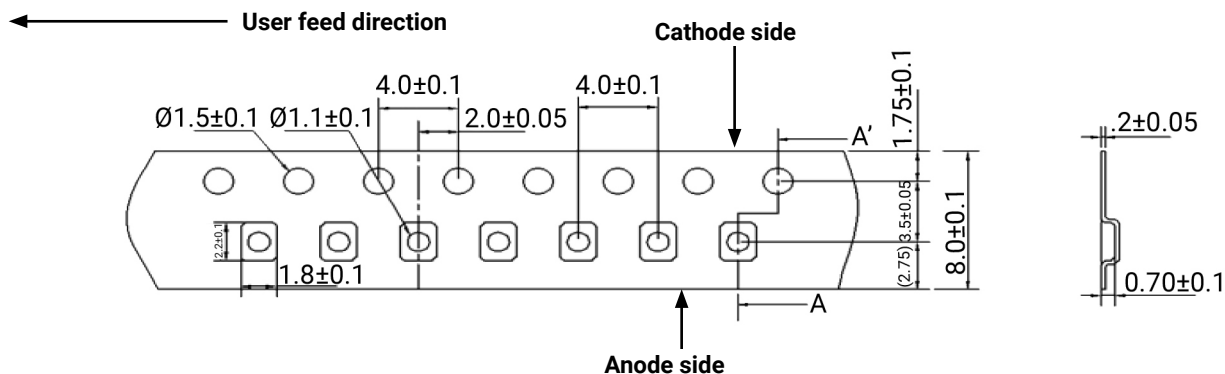 User feed direction
Cathode side
4.0±0.1
4.0±0.1
1.75±0.1
Ø1.5±0.1
Ø1.1±0.1
2.0±0.05
A'
.2±0.05
2.2±0.1
3.5±0.05
(2.75)
8.0±0.1
1.8±0.1
0.70±0.1
A
Anode side